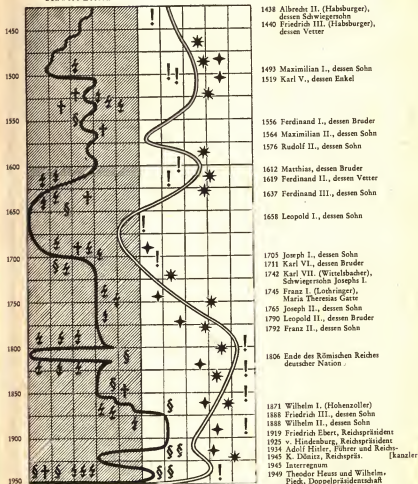 1438 Albrecht II. (Habsburger),
dessen Schwiegersohn
1440 Friedrich III. (Habsburger),
dessen Vetter
1450
1493 Maximilian I., dessen Sohn
1500
1519 Karl V., dessen Enkel
1550
1556 Ferdinand I., dessen Bruder
1564 Maximilian II., dessen Sohn
1576 Rudolf II., dessen Sohn
1600
1612 Matthias, dessen Bruder
1619 Ferdinand II., dessen Vetter
1637 Ferdinand III., dessen Sohn
1650
1658 Leopold I., dessen Sohn
1700
1705 Joseph I., dessen Sohn
1711 Karl VI., dessen Bruder
1742 Karl VII. (Wittelsbacher),
Schwiegersohn Josephs I.
1745 Franz I. (Lothringer),
Maria Theresias Gatte
1750
1765 Joseph II., dessen Sohn
1790 Leopold II., dessen Bruder
1792 Franz II., dessen Sohn
1800
1806 Ende des Römischen Reiches
deutscher Nation
1850
1871 Wilhelm I. (Hohenzoller)
1888 Friedrich III., dessen Sohn
1888 Wilhelm II., dessen Sohn
1900
1919 Friedrich Ebert, Reichspräsident
1925 v. Hindenburg, Reichspräsident
1934 Adolf Hitler, Führer und Reichs-
1945 K. Dönitz, Reichspräs. [kanzler
1945 Interregnum
1949 Theodor Heuss und Wilhelm
Pieck, Doppelpräsidentschaft
1950